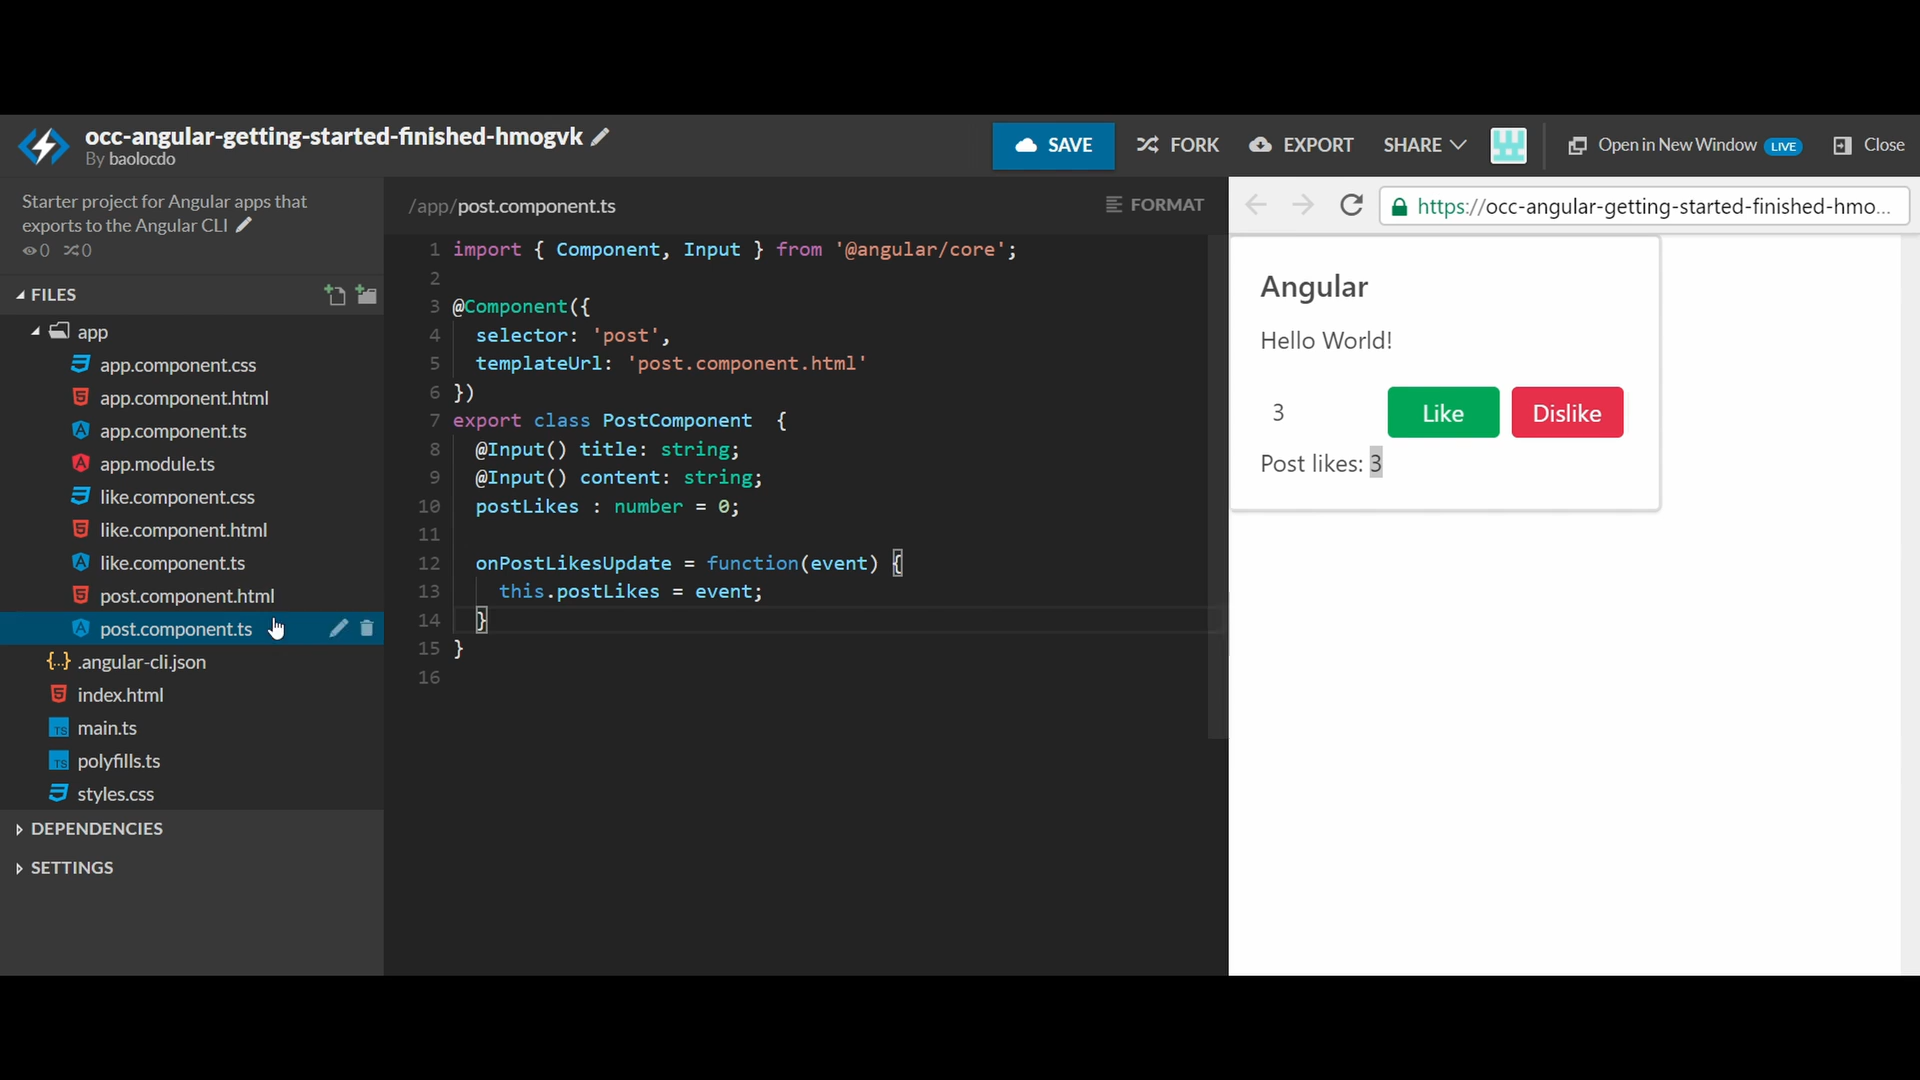 occ-angular-getting-started-finished-hmogvk
By baolocdo
SAVE
FORK
EXPORT
SHARE
Open in New Window LIVE
Close
Starter project for Angular apps that
exports to the Angular CLI
0 0
FILES
app
app.component.css
app.component.html
app.component.ts
app.module.ts
like.component.css
like.component.html
like.component.ts
post.component.html
post.component.ts
{..} .angular-cli.json
index.html
TS main.ts
TS polyfills.ts
styles.css
DEPENDENCIES
SETTINGS
/app/post.component.ts
FORMAT
1 import { Component, Input } from '@angular/core';
2
3 @Component({
4 selector: 'post',
5 templateUrl: 'post.component.html'
6 })
7 export class PostComponent  {
8 @Input() title: string;
9 @Input() content: string;
10 postLikes : number = 0;
11
12 onPostLikesUpdate = function(event) {
13 this.postLikes = event;
14 }
15 }
16
https://occ-angular-getting-started-finished-hmo...
Angular
Hello World!
3 Like Dislike
Post likes: 3